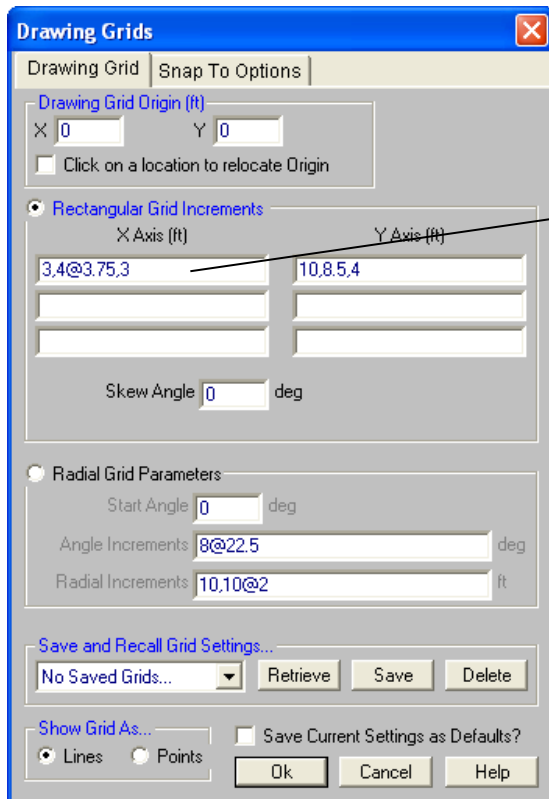 Drawing Grids
Drawing Grid Snap To Options
Drawing Grid Origin (ft)
X 0 Y 0
Click on a location to relocate Origin
Rectangular Grid Increments
X Axis (ft) Y Axis (ft)
3,4@3.75,3 10,8.5,4
Skew Angle 0 deg
Radial Grid Parameters
Start Angle 0 deg
Angle Increments 8@22.5 deg
Radial Increments 10,10@2 ft
Save and Recall Grid Settings...
No Saved Grids... Retrieve Save Delete
Show Grid As...
Save Current Settings as Defaults?
Lines Points
Ok Cancel Help